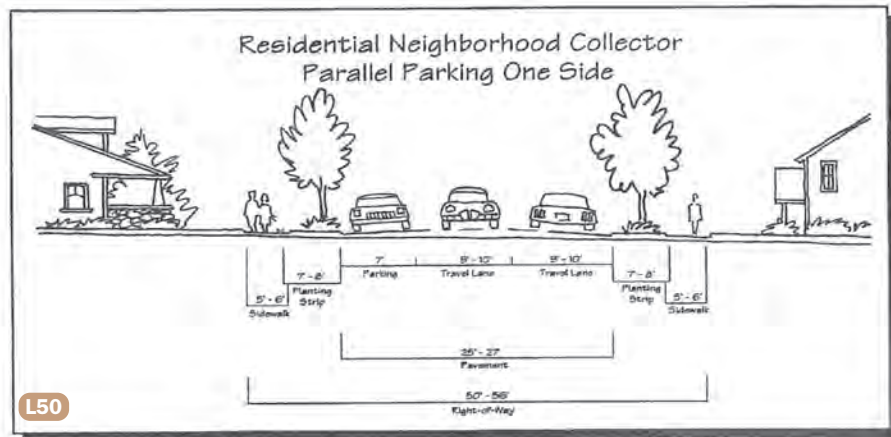 Residential Neighborhood Collector
Parallel Parking One Side
7'
9'-10'
9'-10'
Parking
Travel Lane
Travel Lane
7'-8'
Planting
Strip
7'-8'
Planting
Strip
5'-6'
Sidewalk
5'-6'
Sidewalk
25'-27'
Pavement
50'-56'
Right-of-Way
L50